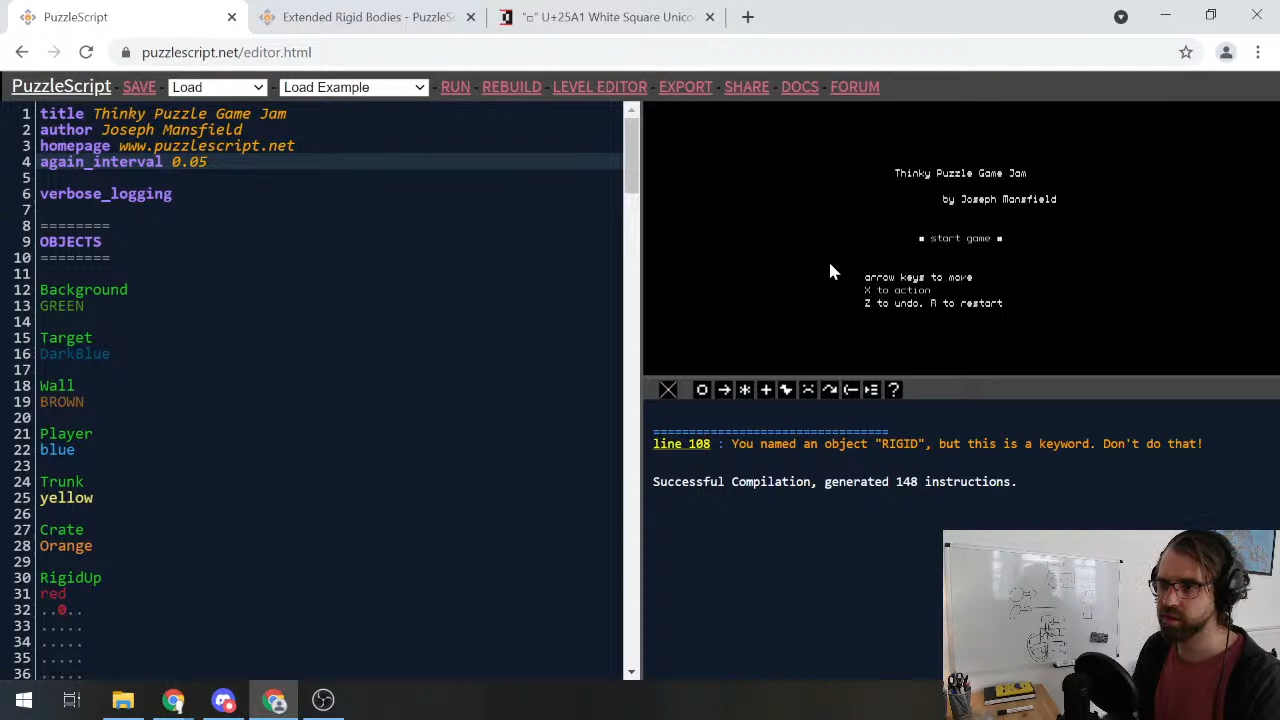 PuzzleScript
Extended Rigid Bodies - PuzzleS
"□" U+25A1 White Square Unico
puzzlescript.net/editor.html
PuzzleScript - SAVE - Load - Load Example - RUN - REBUILD - LEVEL EDITOR - EXPORT - SHARE - DOCS - FORUM
1 title Thinky Puzzle Game Jam
2 author Joseph Mansfield
3 homepage www.puzzlescript.net
4 again_interval 0.05
5
6 verbose_logging
7
8 ========
9 OBJECTS
10 ========
11
12 Background
13 GREEN
14
15 Target
16 DarkBlue
17
18 Wall
19 BROWN
20
21 Player
22 blue
23
24 Trunk
25 yellow
26
27 Crate
28 Orange
29
30 RigidUp
31 red
32 ..0..
33 .....
34 .....
35 .....
36 .....
Thinky Puzzle Game Jam
by Joseph Mansfield
■ start game ■
arrow keys to move
X to action
Z to undo. R to restart
?
=================================
line 108 : You named an object "RIGID", but this is a keyword. Don't do that!
Successful Compilation, generated 148 instructions.